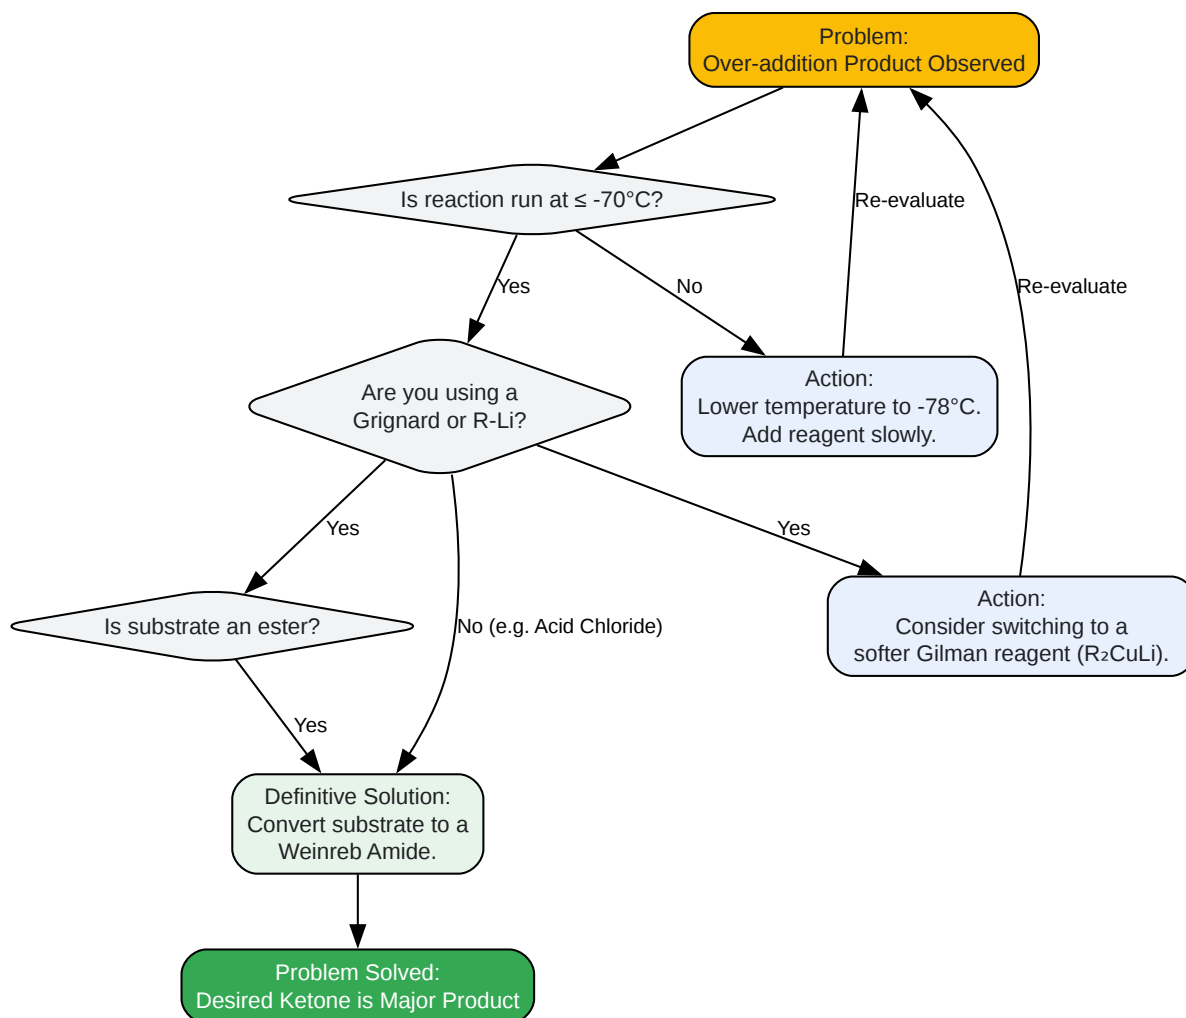 Problem:
Over-addition Product Observed
Is reaction run at ≤ -70°C?
Re-evaluate
Yes
No
Re-evaluate
Are you using a
Grignard or R-Li?
Action:
Lower temperature to -78°C.
Add reagent slowly.
Yes
Yes
Is substrate an ester?
No (e.g. Acid Chloride)
Action:
Consider switching to a
softer Gilman reagent (R₂CuLi).
Yes
Definitive Solution:
Convert substrate to a
Weinreb Amide.
Problem Solved:
Desired Ketone is Major Product